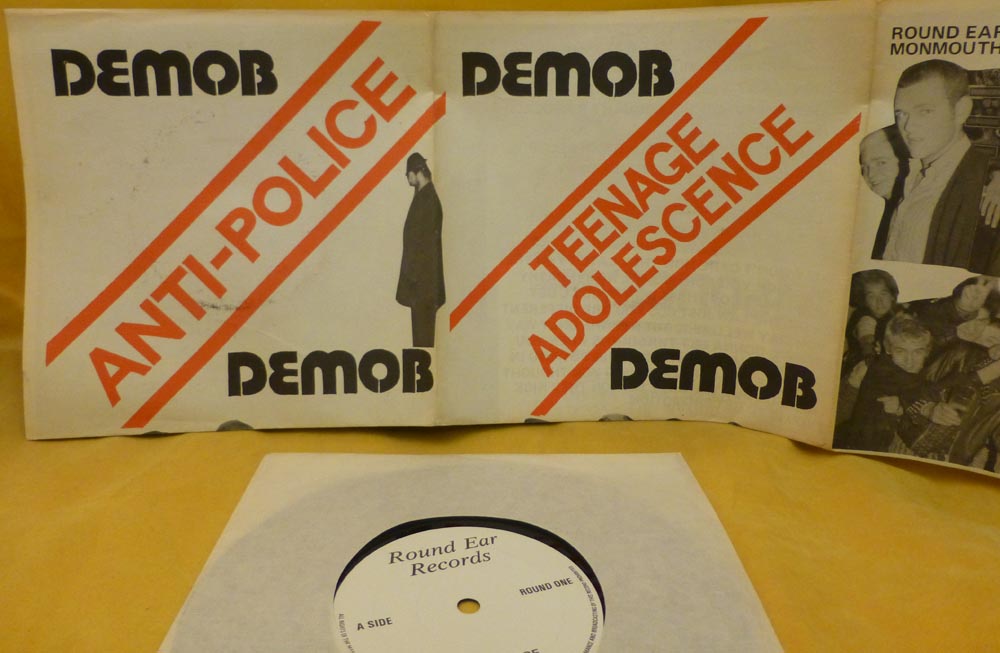 DEMOB
ANTI-POLICE
DEMOB
DEMOB
TEENAGE
ADOLESCENCE
DEMOB
ROUND EAR
MONMOUTH
Round Ear
Records
ROUND ONE
A SIDE